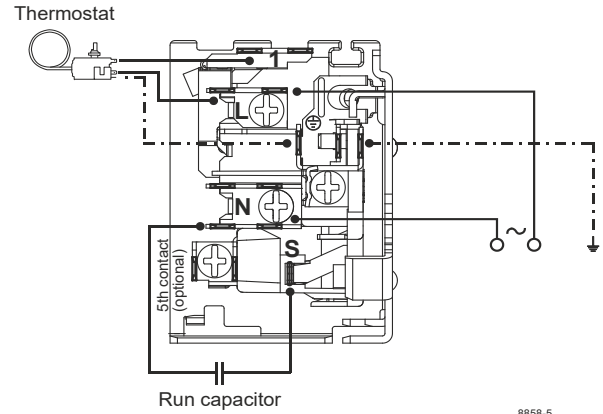 Thermostat
1
L
N
~
S
5th contact
(optional)
Run capacitor
8858-5